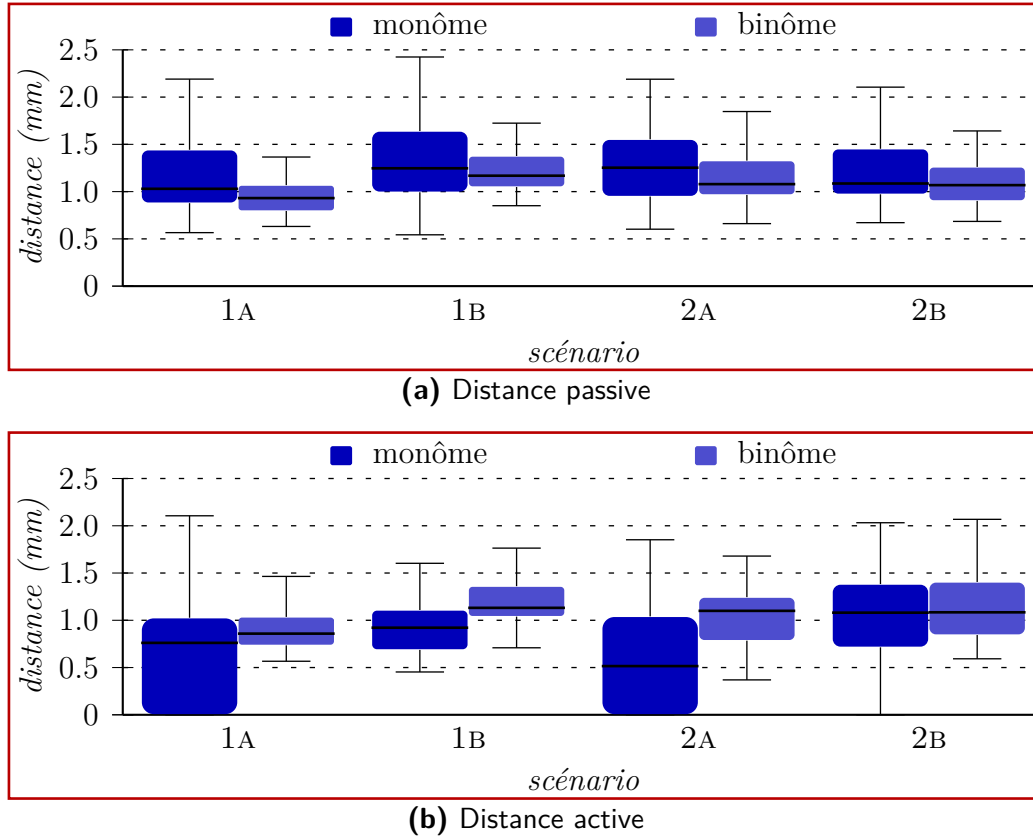 monôme binôme
2.5
2.0
1.5
1.0
0.5
0
distance (mm)
1A 1B 2A 2B
scénario
(a) Distance passive
monôme binôme
2.5
2.0
1.5
1.0
0.5
0
distance (mm)
1A 1B 2A 2B
scénario
(b) Distance active